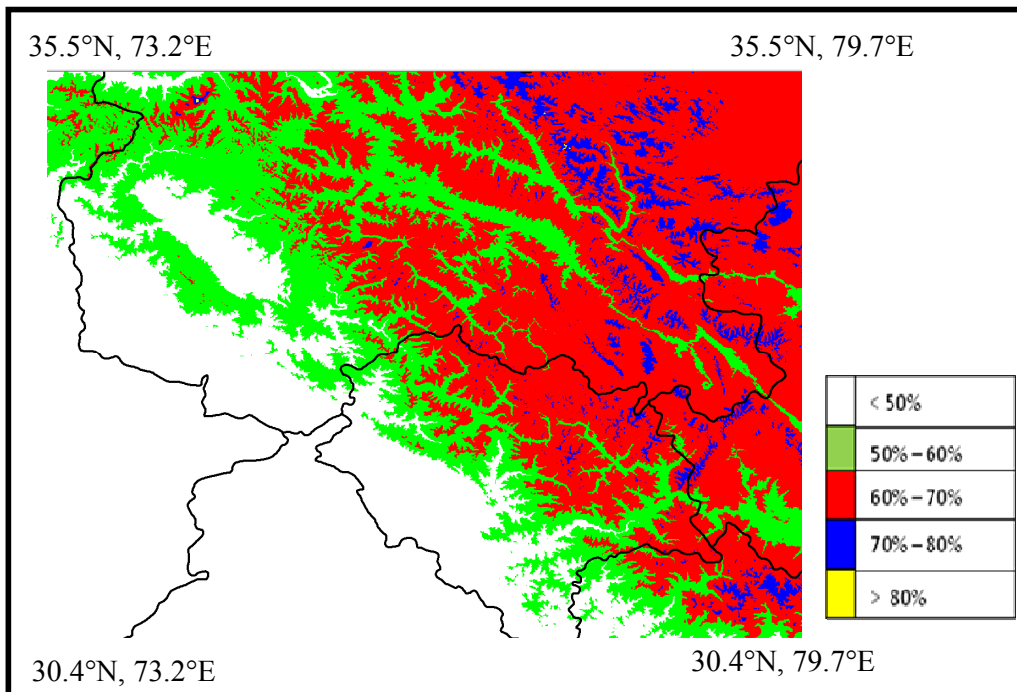 35.5°N, 73.2°E
35.5°N, 79.7°E
< 50%
50%–60%
60%–70%
70%–80%
> 80%
30.4°N, 73.2°E
30.4°N, 79.7°E